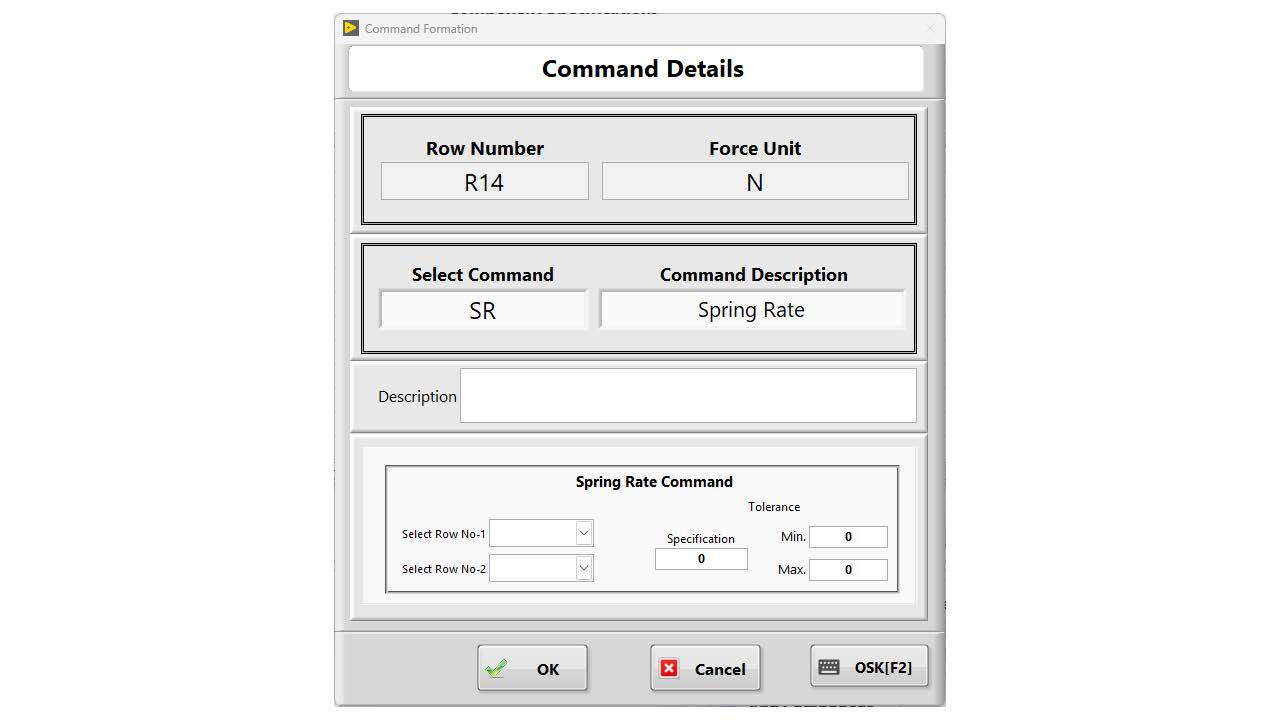 Command Formation
Command Details
Row Number Force Unit
R14 N
Select Command Command Description
SR Spring Rate
Description
Spring Rate Command
Tolerance
Select Row No-1 Specification Min. 0
Select Row No-2 0 Max. 0
OK Cancel OSK[F2]